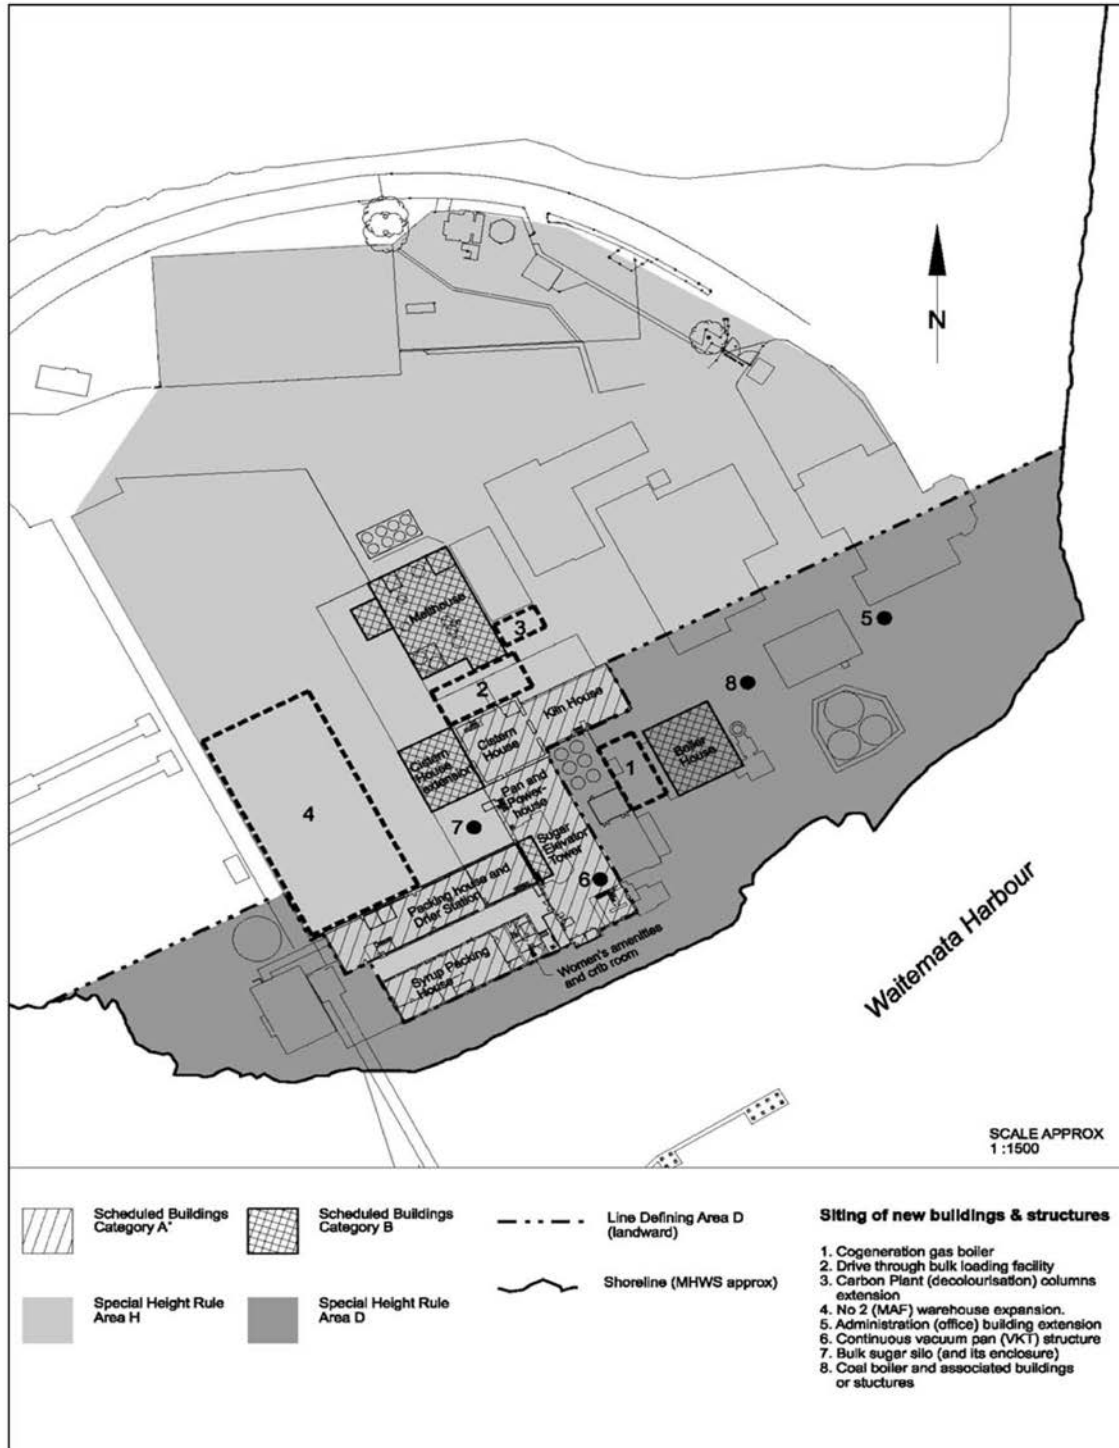 N
Melthouse
3
2
Kiln House
Cistern
House
Cistern
House
extension
1
Boiler
House
5
8
4
7
Pan and
Power-
house
Sugar
Elevator
Tower
6
Packing house and
Drier Station
Syrup Packing
House
Women's amenities
and crib room
Waitemata Harbour
SCALE APPROX
1 :1500
Scheduled Buildings
Category A*
Scheduled Buildings
Category B
Line Defining Area D
(landward)
Shoreline (MHWS approx)
Special Height Rule
Area H
Special Height Rule
Area D
Siting of new buildings & structures
1. Cogeneration gas boiler
2. Drive through bulk loading facility
3. Carbon Plant (decolourisation) columns
extension
4. No 2 (MAF) warehouse expansion.
5. Administration (office) building extension
6. Continuous vacuum pan (VKT) structure
7. Bulk sugar silo (and its enclosure)
8. Coal boiler and associated buildings
or stuctures